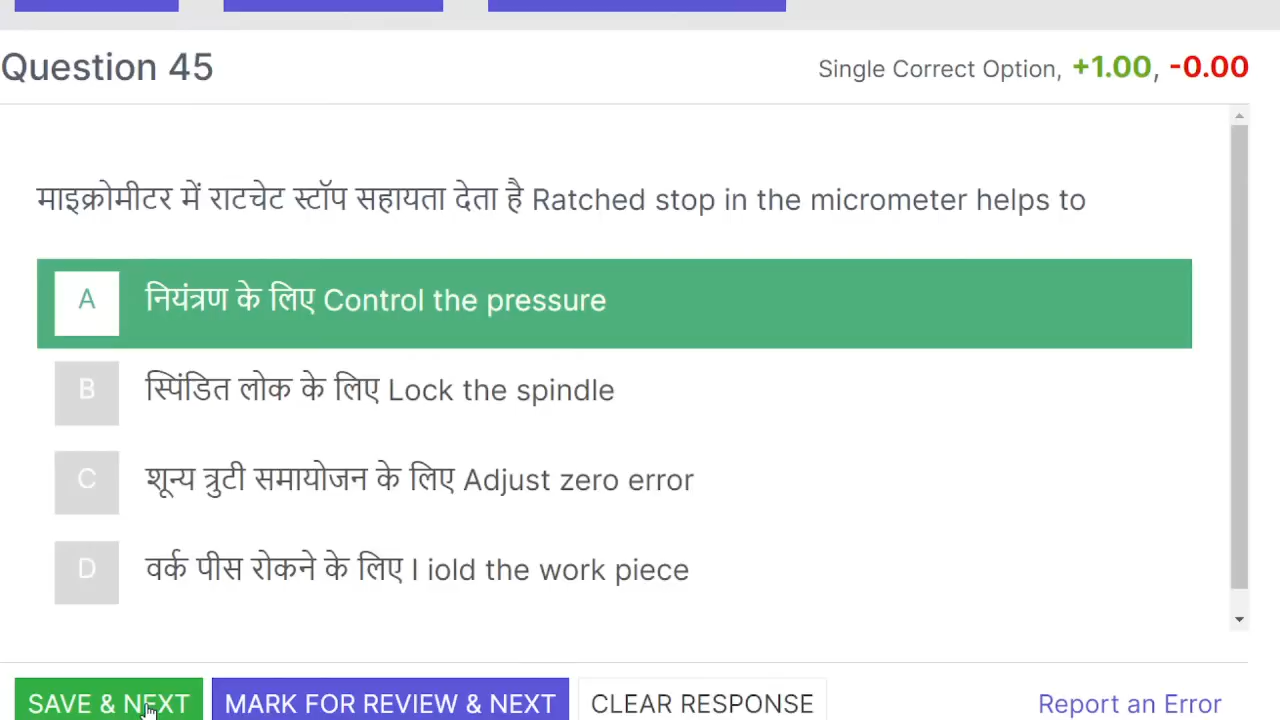 Question 45
Single Correct Option, +1.00, -0.00
माइक्रोमीटर में राटचेट स्टॉप सहायता देता है Ratched stop in the micrometer helps to
A नियंत्रण के लिए Control the pressure
B स्पिंडित लोक के लिए Lock the spindle
C शून्य त्रुटी समायोजन के लिए Adjust zero error
D वर्क पीस रोकने के लिए I iold the work piece
SAVE & NEXT MARK FOR REVIEW & NEXT CLEAR RESPONSE Report an Error